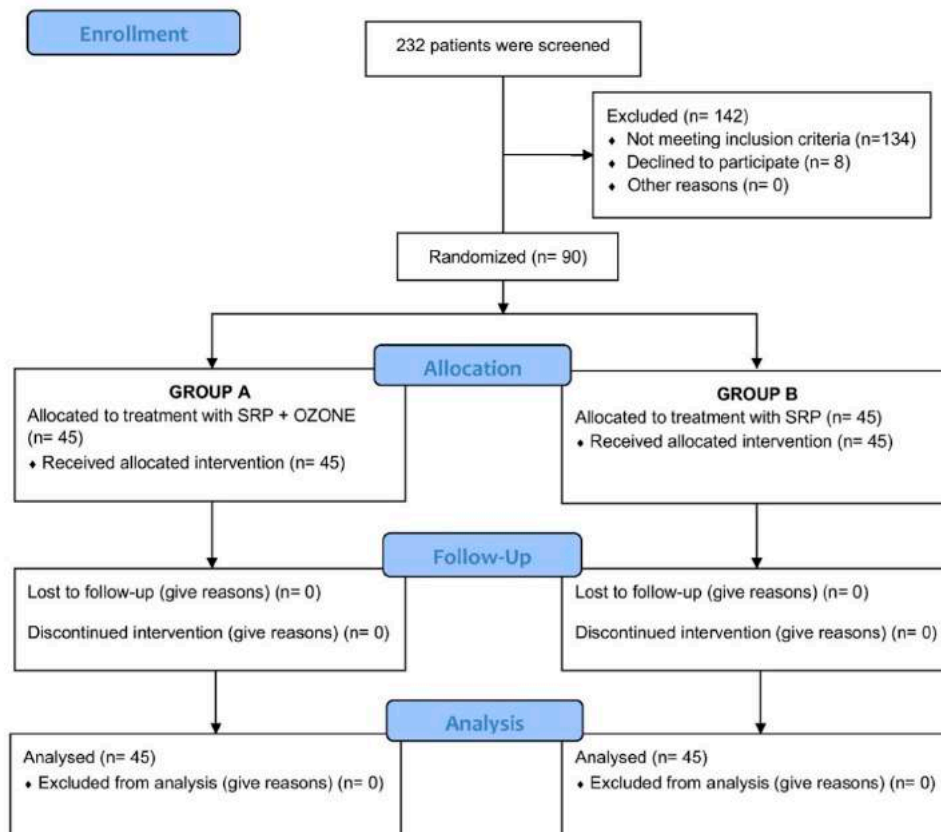 Enrollment
232 patients were screened
Excluded (n= 142)
♦ Not meeting inclusion criteria (n=134)
♦ Declined to participate (n= 8)
♦ Other reasons (n= 0)
Randomized (n= 90)
Allocation
GROUP A
Allocated to treatment with SRP + OZONE
(n= 45)
♦ Received allocated intervention (n= 45)
GROUP B
Allocated to treatment with SRP (n= 45)
♦ Received allocated intervention (n= 45)
Follow-Up
Lost to follow-up (give reasons) (n= 0)
Discontinued intervention (give reasons) (n= 0)
Lost to follow-up (give reasons) (n= 0)
Discontinued intervention (give reasons) (n= 0)
Analysis
Analysed (n= 45)
♦ Excluded from analysis (give reasons) (n= 0)
Analysed (n= 45)
♦ Excluded from analysis (give reasons) (n= 0)